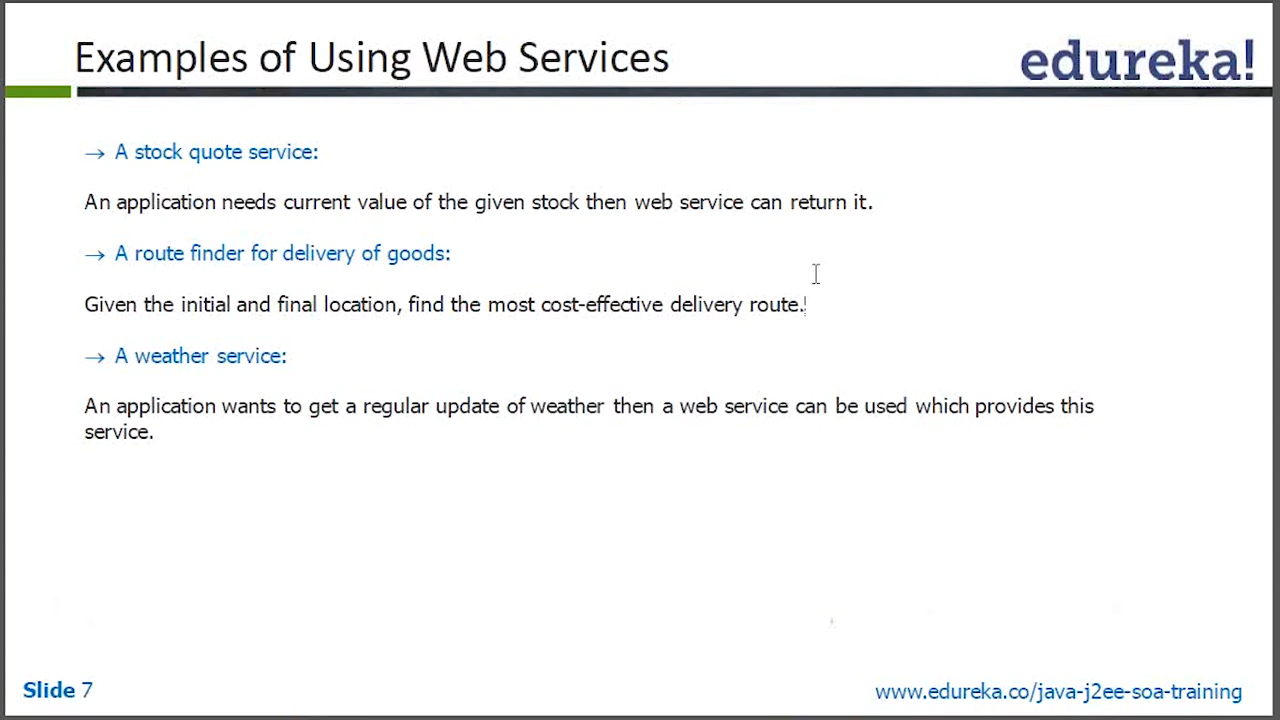 Examples of Using Web Services
edureka!
→ A stock quote service:
An application needs current value of the given stock then web service can return it.
→ A route finder for delivery of goods:
Given the initial and final location, find the most cost-effective delivery route.
→ A weather service:
An application wants to get a regular update of weather then a web service can be used which provides this
service.
Slide 7
www.edureka.co/java-j2ee-soa-training